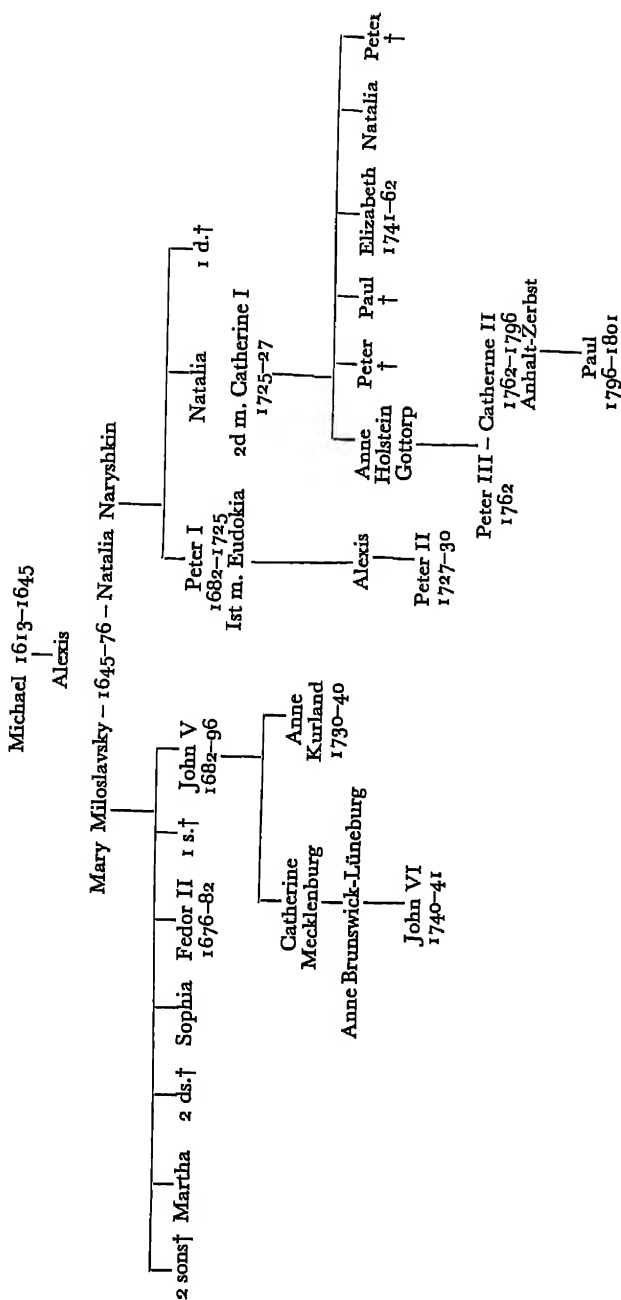 Michael 1613–1645
Alexis
Mary Miloslavsky – 1645–76 – Natalia Naryshkin
2 sons† Martha 2 ds.† Sophia Fedor II 1 s.† John V
1676–82 1682–96
Peter I Natalia 1 d.†
1682–1725
Ist m. Eudokia 2d m. Catherine I
1725–27
Catherine Anne
Mecklenburg Kurland
1730–40
Anne Brunswick-Lüneburg
John VI
1740–41
Alexis
Peter II
1727–30
Anne Peter Paul Elizabeth Natalia Peter
Holstein † † 1741–62 †
Gottorp
Peter III – Catherine II
1762 1762–1796
Anhalt-Zerbst
Paul
1796–1801